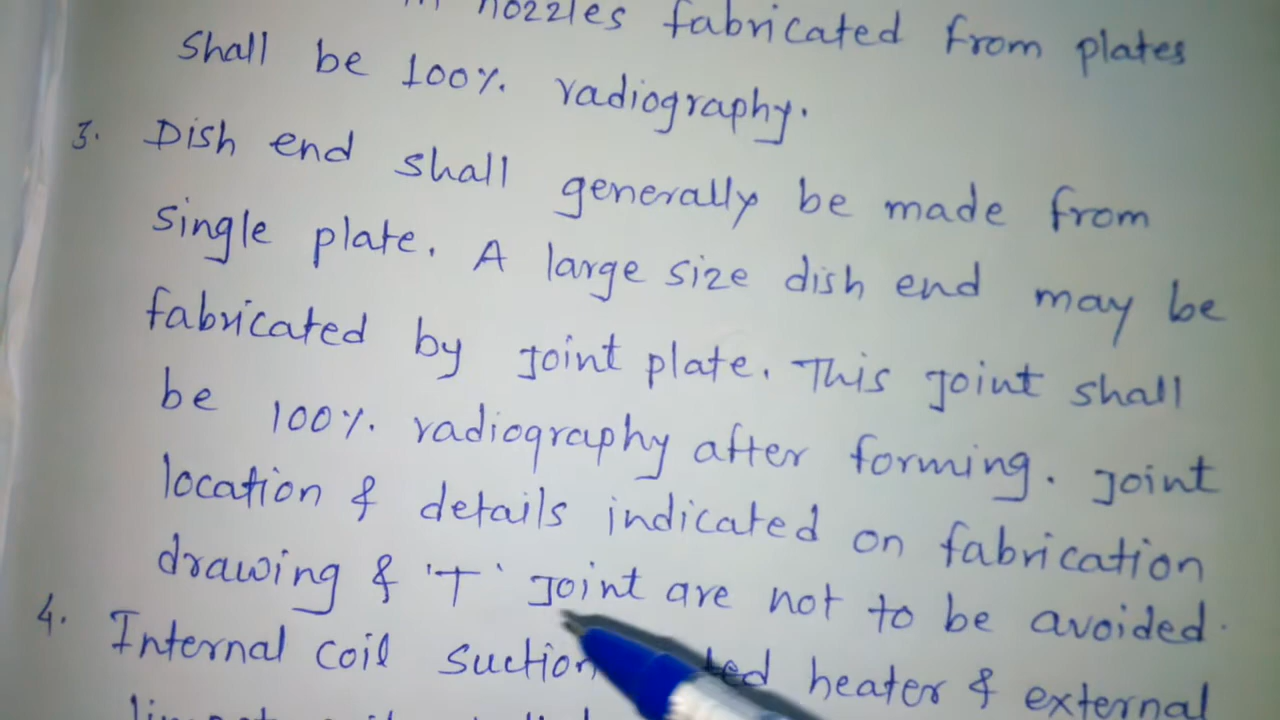 nozzles fabricated from plates
shall be 100%. radiography.
3. Dish end shall generally be made from
single plate. A large size dish end may be
fabricated by Joint plate. This Joint shall
be 100%. radiography after forming. Joint
location & details indicated on fabrication
drawing & 'T' Joint are not to be avoided.
4. Internal coil suction heater & external